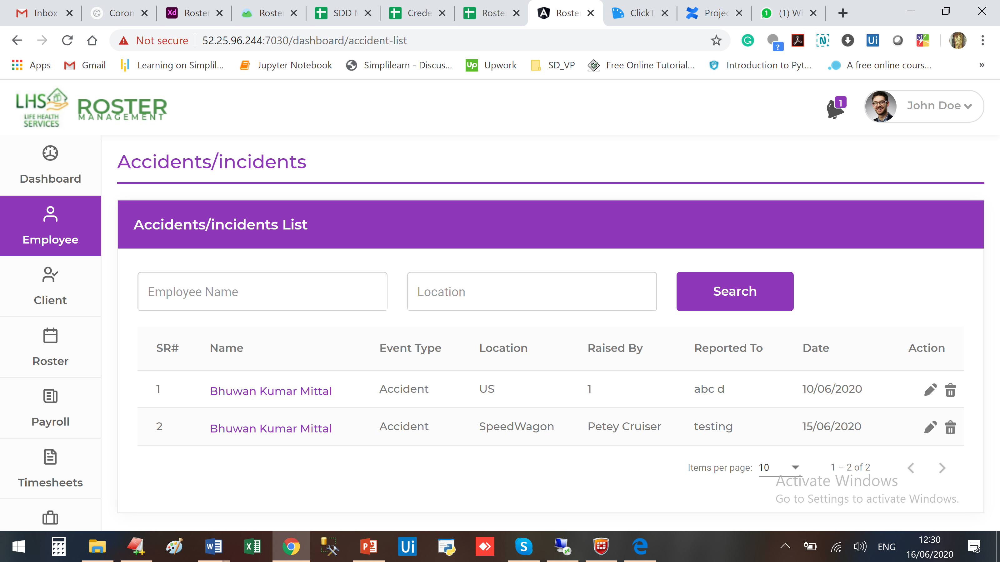 Inbox
Coron
Roster
Roster
SDD M
Crede
Roster
Roster
ClickT
Projec
(1) Wh
Not secure 52.25.96.244:7030/dashboard/accident-list
Apps Gmail Learning on Simplil... Jupyter Notebook Simplilearn - Discus... Upwork SD_VP Free Online Tutorial... Introduction to Pyt... A free online cours... »
LHS
LIFE HEALTH
SERVICES
ROSTER
MANAGEMENT
1
John Doe
Dashboard
Employee
Client
Roster
Payroll
Timesheets
Accidents/incidents
Accidents/incidents List
Employee Name Location Search
SR# Name Event Type Location Raised By Reported To Date Action
1 Bhuwan Kumar Mittal Accident US 1 abc d 10/06/2020
2 Bhuwan Kumar Mittal Accident SpeedWagon Petey Cruiser testing 15/06/2020
Items per page: 10 1 – 2 of 2
Activate Windows
Go to Settings to activate Windows.
ENG
12:30
16/06/2020